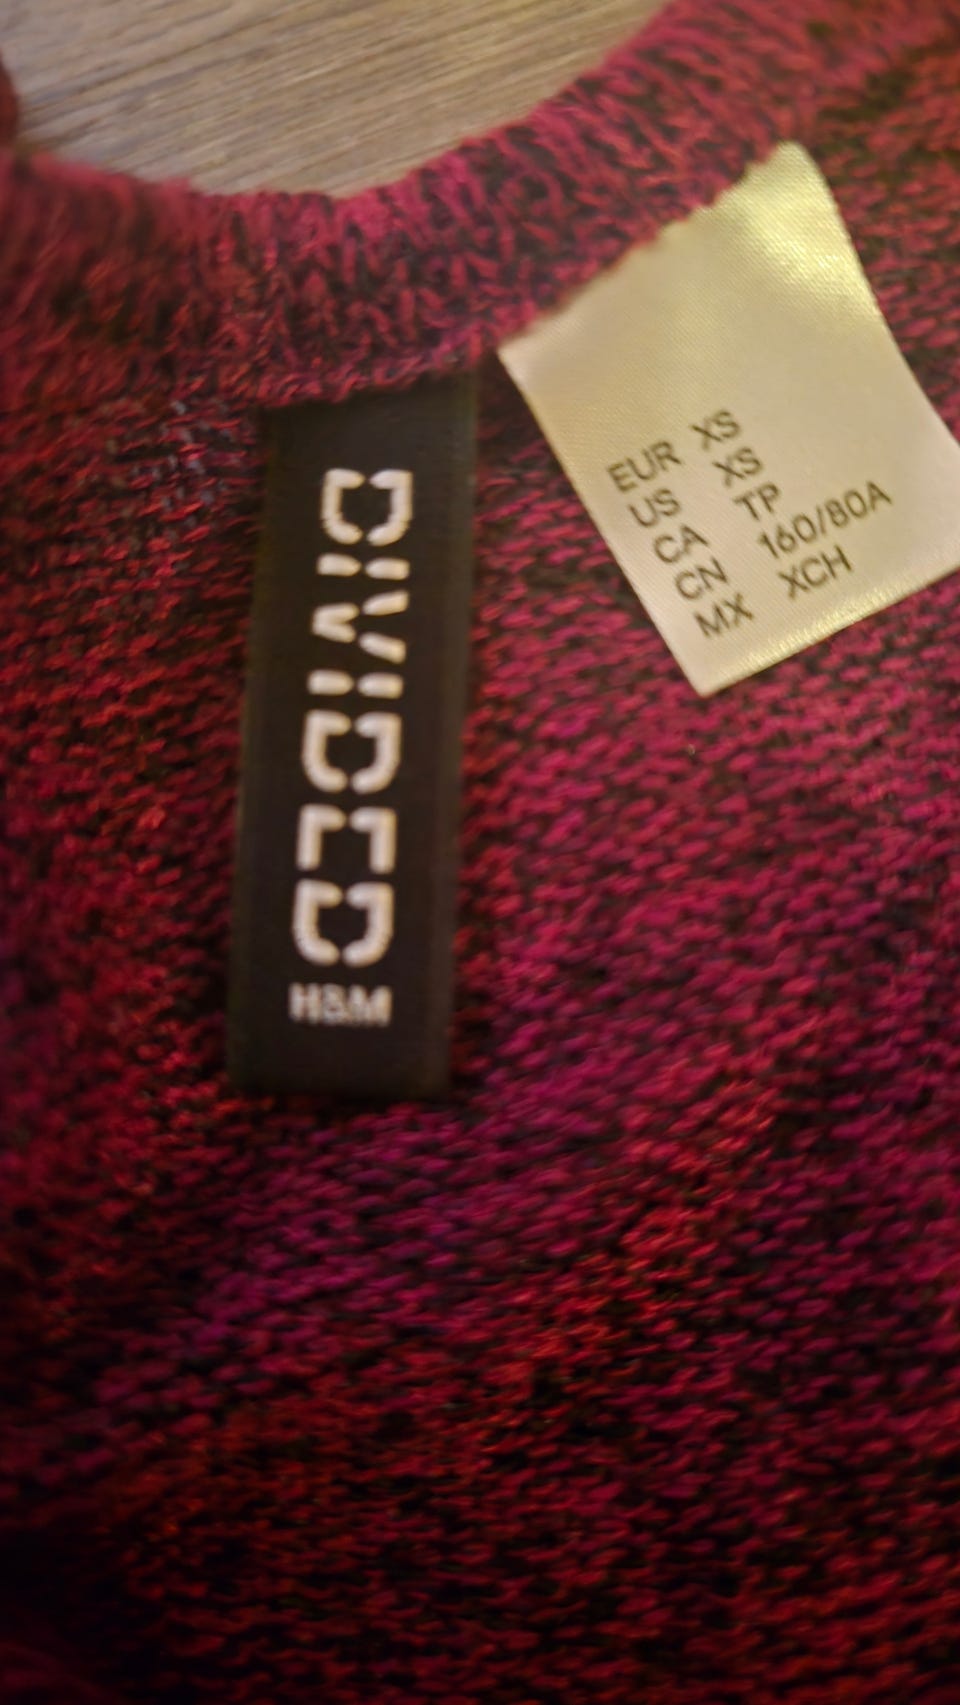 DIVIDED
H&M
EUR XS
US XS
CA TP
CN 160/80A
MX XCH